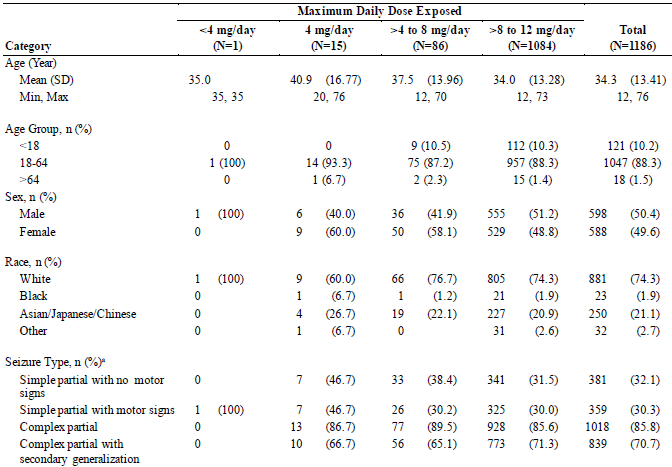 Maximum Daily Dose Exposed
<4 mg/day 4 mg/day >4 to 8 mg/day >8 to 12 mg/day Total
Category (N=1) (N=15) (N=86) (N=1084) (N=1186)
Age (Year)
Mean (SD) 35.0 40.9 (16.77) 37.5 (13.96) 34.0 (13.28) 34.3 (13.41)
Min, Max 35, 35 20, 76 12, 70 12, 73 12, 76
Age Group, n (%)
<18 0 0 9 (10.5) 112 (10.3) 121 (10.2)
18-64 1 (100) 14 (93.3) 75 (87.2) 957 (88.3) 1047 (88.3)
>64 0 1 (6.7) 2 (2.3) 15 (1.4) 18 (1.5)
Sex, n (%)
Male 1 (100) 6 (40.0) 36 (41.9) 555 (51.2) 598 (50.4)
Female 0 9 (60.0) 50 (58.1) 529 (48.8) 588 (49.6)
Race, n (%)
White 1 (100) 9 (60.0) 66 (76.7) 805 (74.3) 881 (74.3)
Black 0 1 (6.7) 1 (1.2) 21 (1.9) 23 (1.9)
Asian/Japanese/Chinese 0 4 (26.7) 19 (22.1) 227 (20.9) 250 (21.1)
Other 0 1 (6.7) 0 31 (2.6) 32 (2.7)
Seizure Type, n (%)ᵃ
Simple partial with no motor 0 7 (46.7) 33 (38.4) 341 (31.5) 381 (32.1)
signs
Simple partial with motor signs 1 (100) 7 (46.7) 26 (30.2) 325 (30.0) 359 (30.3)
Complex partial 0 13 (86.7) 77 (89.5) 928 (85.6) 1018 (85.8)
Complex partial with 0 10 (66.7) 56 (65.1) 773 (71.3) 839 (70.7)
secondary generalization